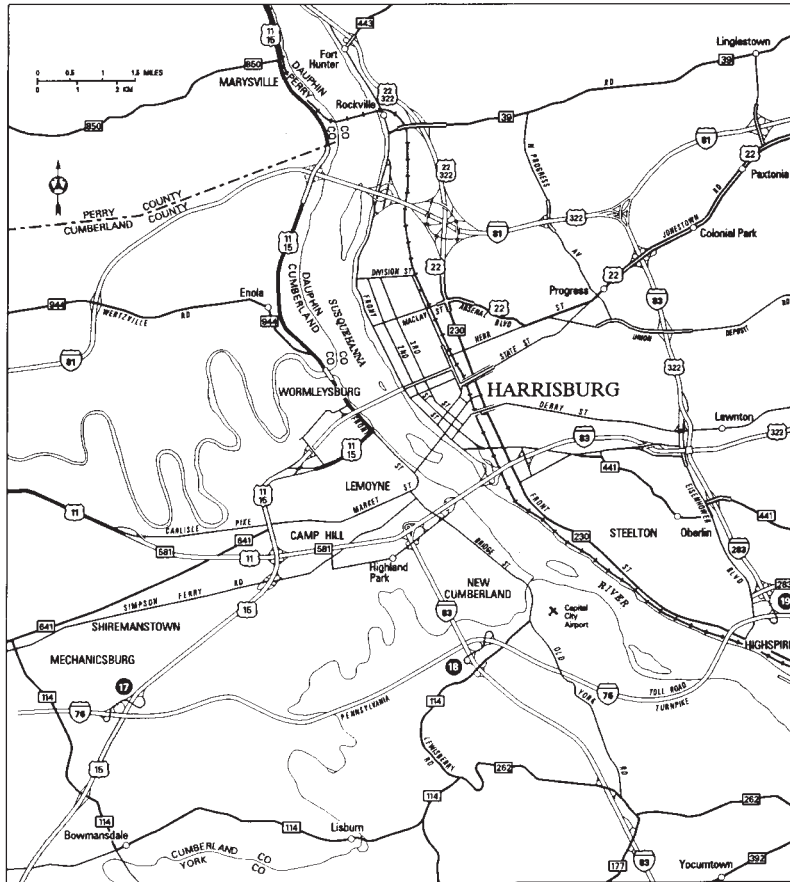 11
15
443
Fort
Hunter
Linglestown
0 0.5 1 1.5 MILES
0 1 2 KM
850
MARYSVILLE
DAUPHIN
PERRY
CO
CO
22
322
39
RD
Rockville
39
850
N PROGRESS
AV
81
22
Paxtonia
22
322
PERRY COUNTY
CUMBERLAND COUNTY
322
81
JONESTOWN
RD
Colonial Park
11
15
22
DIVISION ST
22
Progress
83
DAUPHIN
CUMBERLAND
CO
CO
SUSQUEHANNA
FRONT
MACLAY ST
ARSENAL
BLVD
22
ST
944
WERTZVILLE RD
Enola
944
230
HERR
STATE ST
UNION DEPOSIT RD
2ND
3RD
81
322
WORMLEYSBURG
HARRISBURG
DERRY ST
Lawnton
FRONT
ST
ST
ST
11
15
83
322
11
15
LEMOYNE
441
EISENHOWER
BLVD
11
CARLISLE PIKE
MARKET ST
FRONT
ST
STEELTON
Oberlin
441
641
CAMP HILL
230
581
11
581
BRIDGE ST
283
Highland
Park
SIMPSON FERRY RD
NEW
CUMBERLAND
RIVER
283
15
83
Capital
City
Airport
19
641
SHIREMANSTOWN
MECHANICSBURG
HIGHSPIRE
18
OLD
YORK
RD
17
114
114
76
PENNSYLVANIA
76
TOLL ROAD
TURNPIKE
15
LEWISBERRY
RD
262
114
262
114
114
Bowmansdale
Lisburn
CUMBERLAND CO
YORK CO
177
83
392
Yocumtown